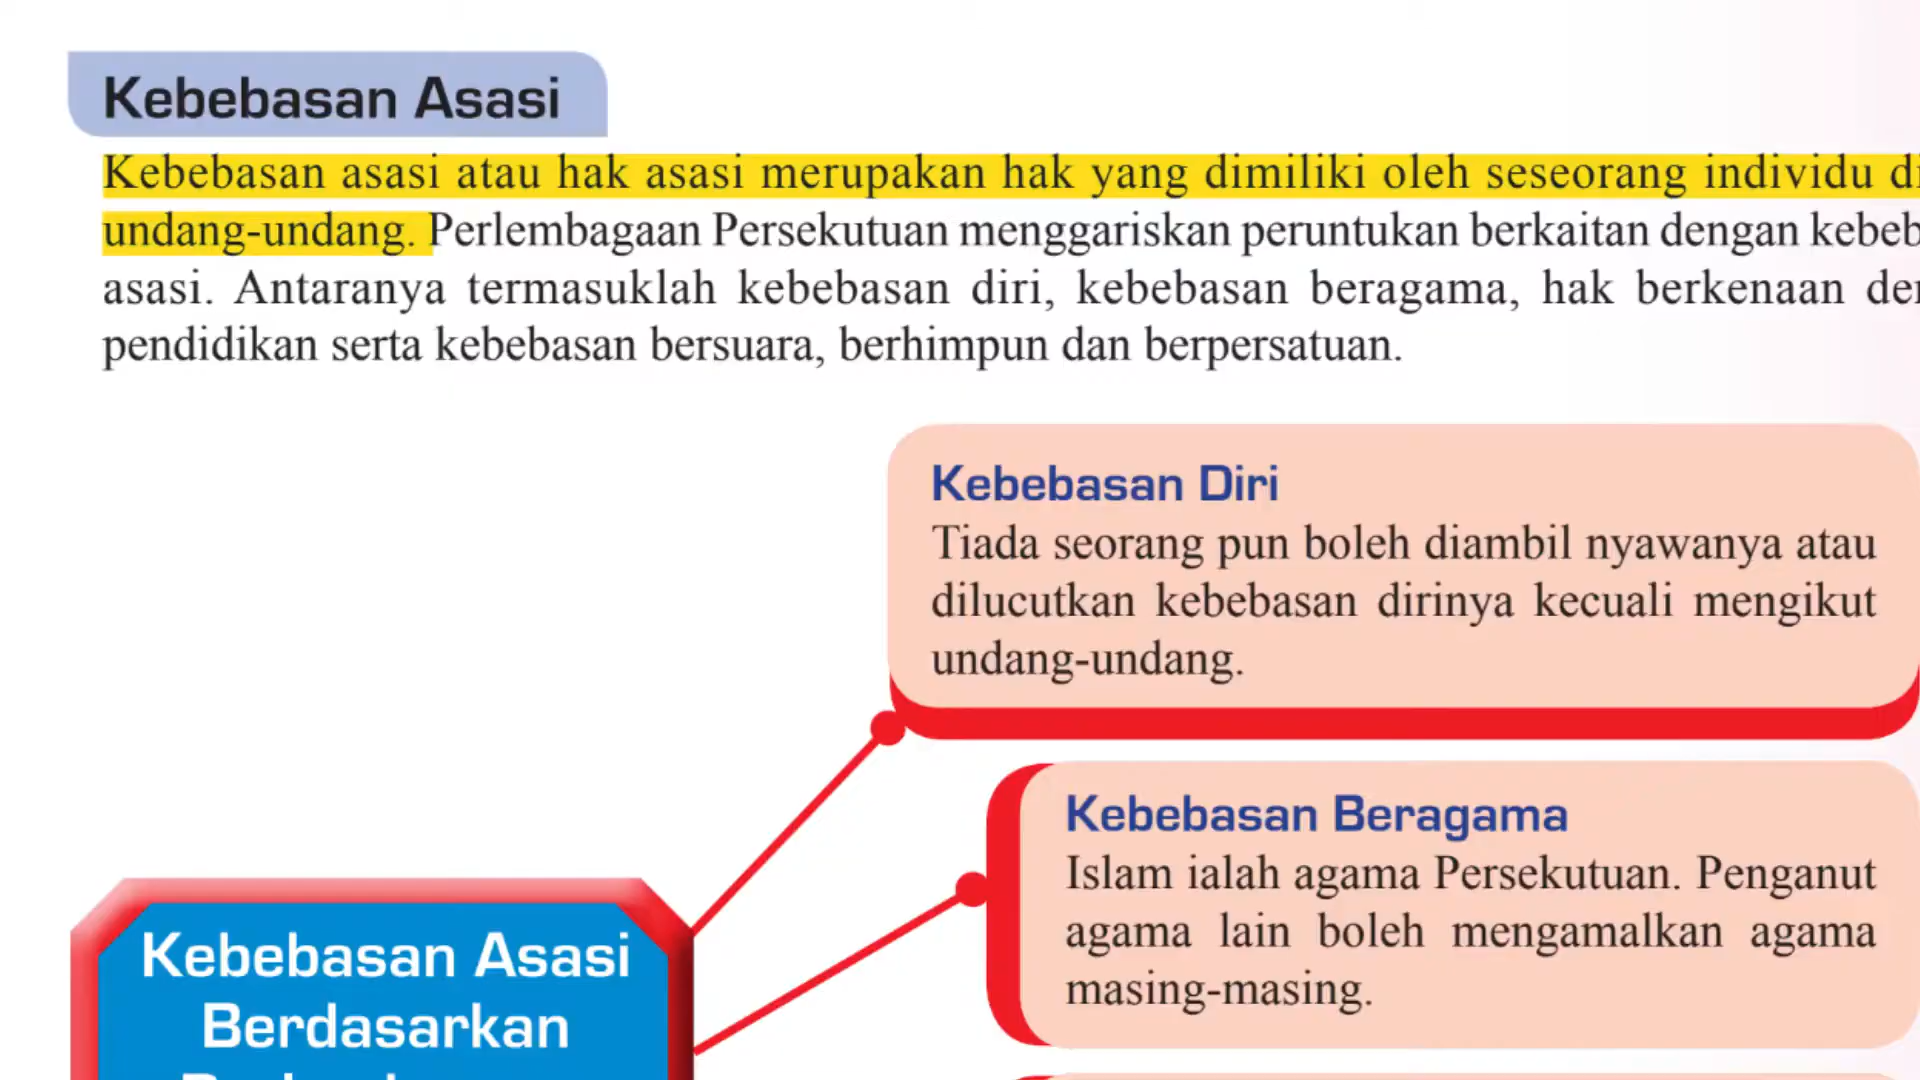 Kebebasan Asasi
Kebebasan asasi atau hak asasi merupakan hak yang dimiliki oleh seseorang individu
undang-undang. Perlembagaan Persekutuan menggariskan peruntukan berkaitan dengan
asasi. Antaranya termasuklah kebebasan diri, kebebasan beragama, hak berkenaan
pendidikan serta kebebasan bersuara, berhimpun dan berpersatuan.
Kebebasan Diri
Tiada seorang pun boleh diambil nyawanya atau
dilucutkan kebebasan dirinya kecuali mengikut
undang-undang.
Kebebasan Beragama
Islam ialah agama Persekutuan. Penganut
agama lain boleh mengamalkan agama
masing-masing.
Kebebasan Asasi
Berdasarkan